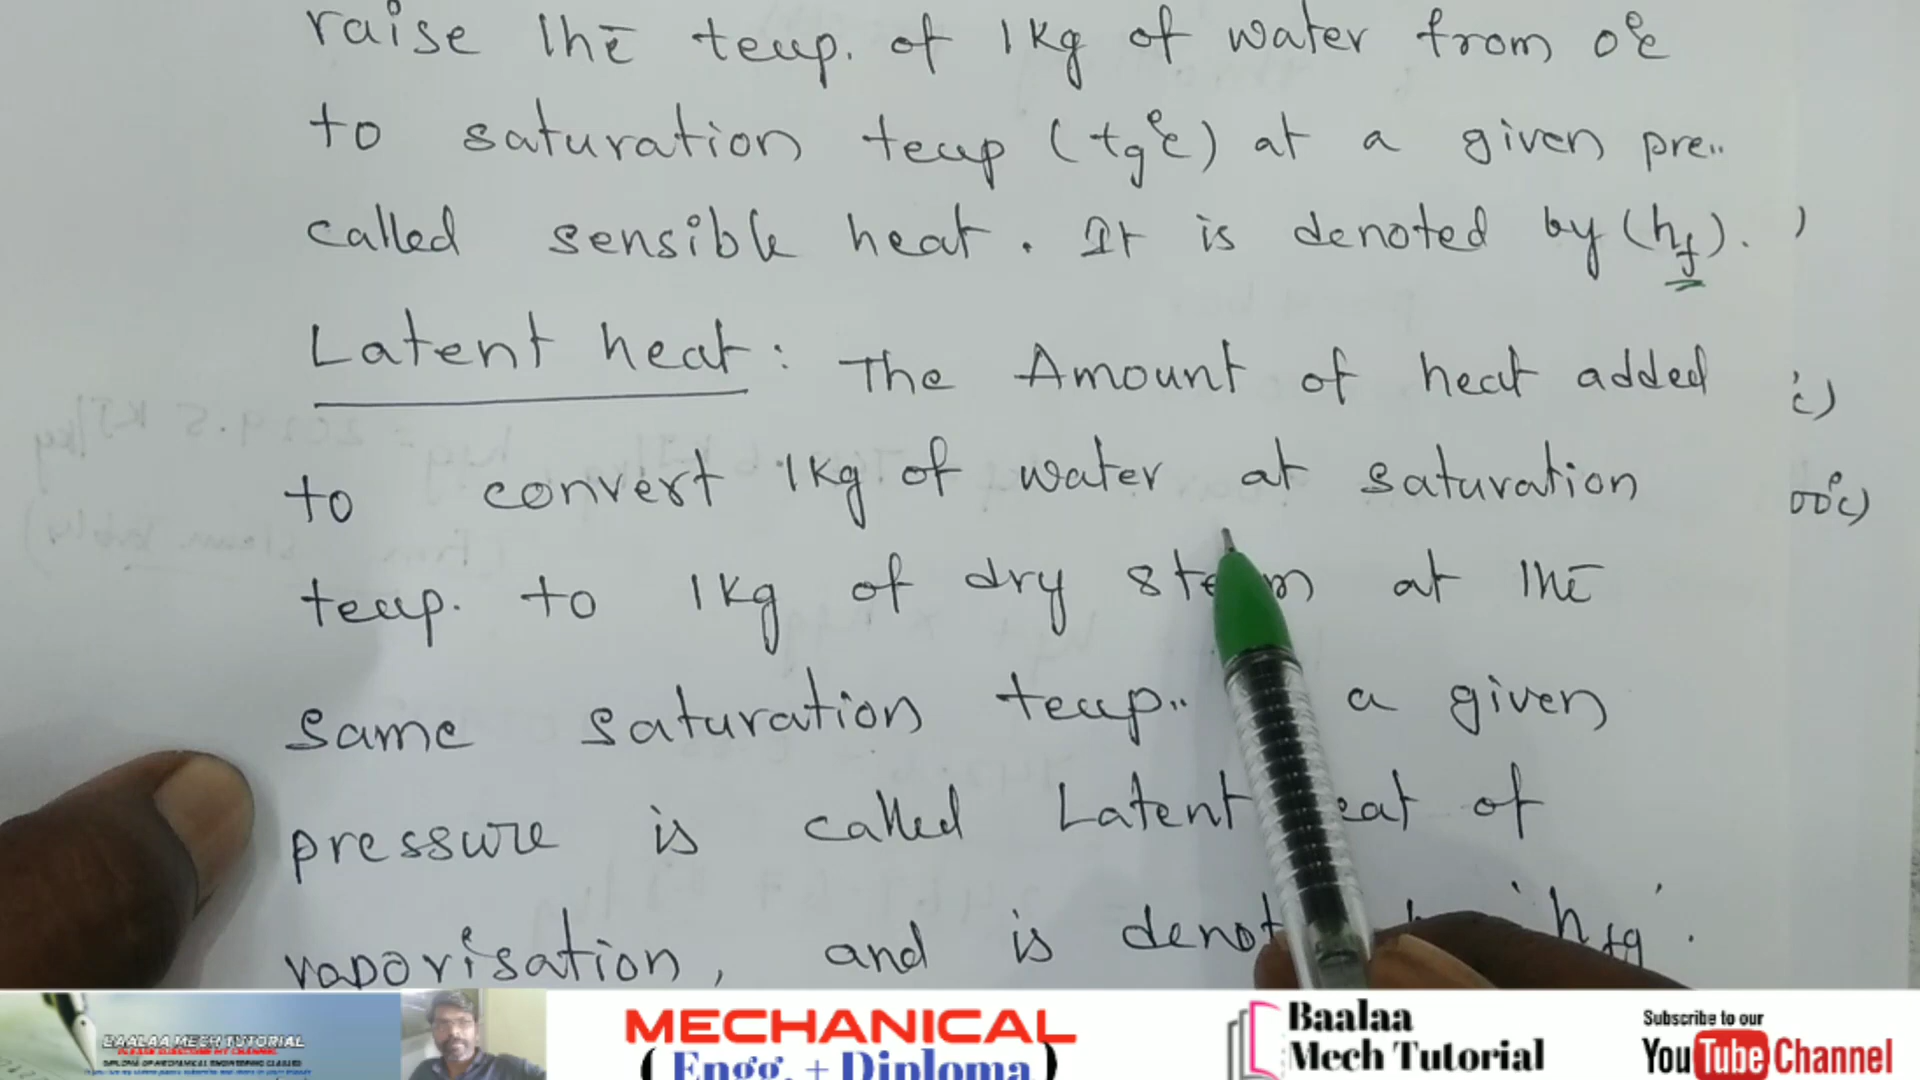 raise the temp. of 1kg of water from 0°C
to saturation temp (tg°C) at a given pre..
called sensible heat. It is denoted by (hf).
Latent heat: The Amount of heat added
to convert 1kg of water at saturation
temp. to 1kg of dry steam at the
same saturation temp.. a given
pressure is called Latent heat of
vaporisation, and is denot hfg.
BAALAA MECH TUTORIAL
MECHANICAL
(Engg. + Diploma)
Baalaa
Mech Tutorial
Subscribe to our
YouTube Channel